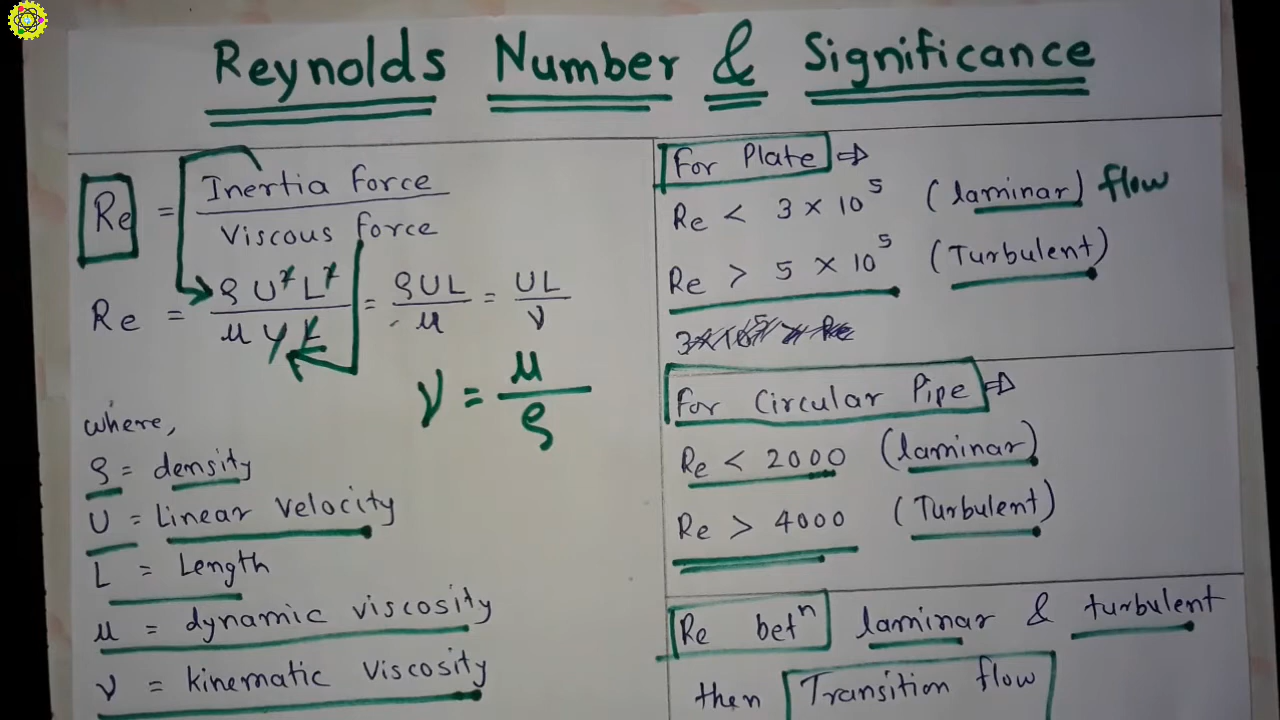 Reynolds Number & Significance
Re = Inertia force / Viscous force
Re = ρU²L² / μUL = ρUL / μ = UL / ν
ν = μ / ρ
where,
ρ = density
U = Linear velocity
L = Length
μ = dynamic viscosity
ν = kinematic viscosity
For Plate ⇒
Re < 3 × 10⁵ (laminar) flow
Re > 5 × 10⁵ (Turbulent)
For Circular Pipe ⇒
Re < 2000 (laminar)
Re > 4000 (Turbulent)
Re betⁿ laminar & turbulent
then Transition flow